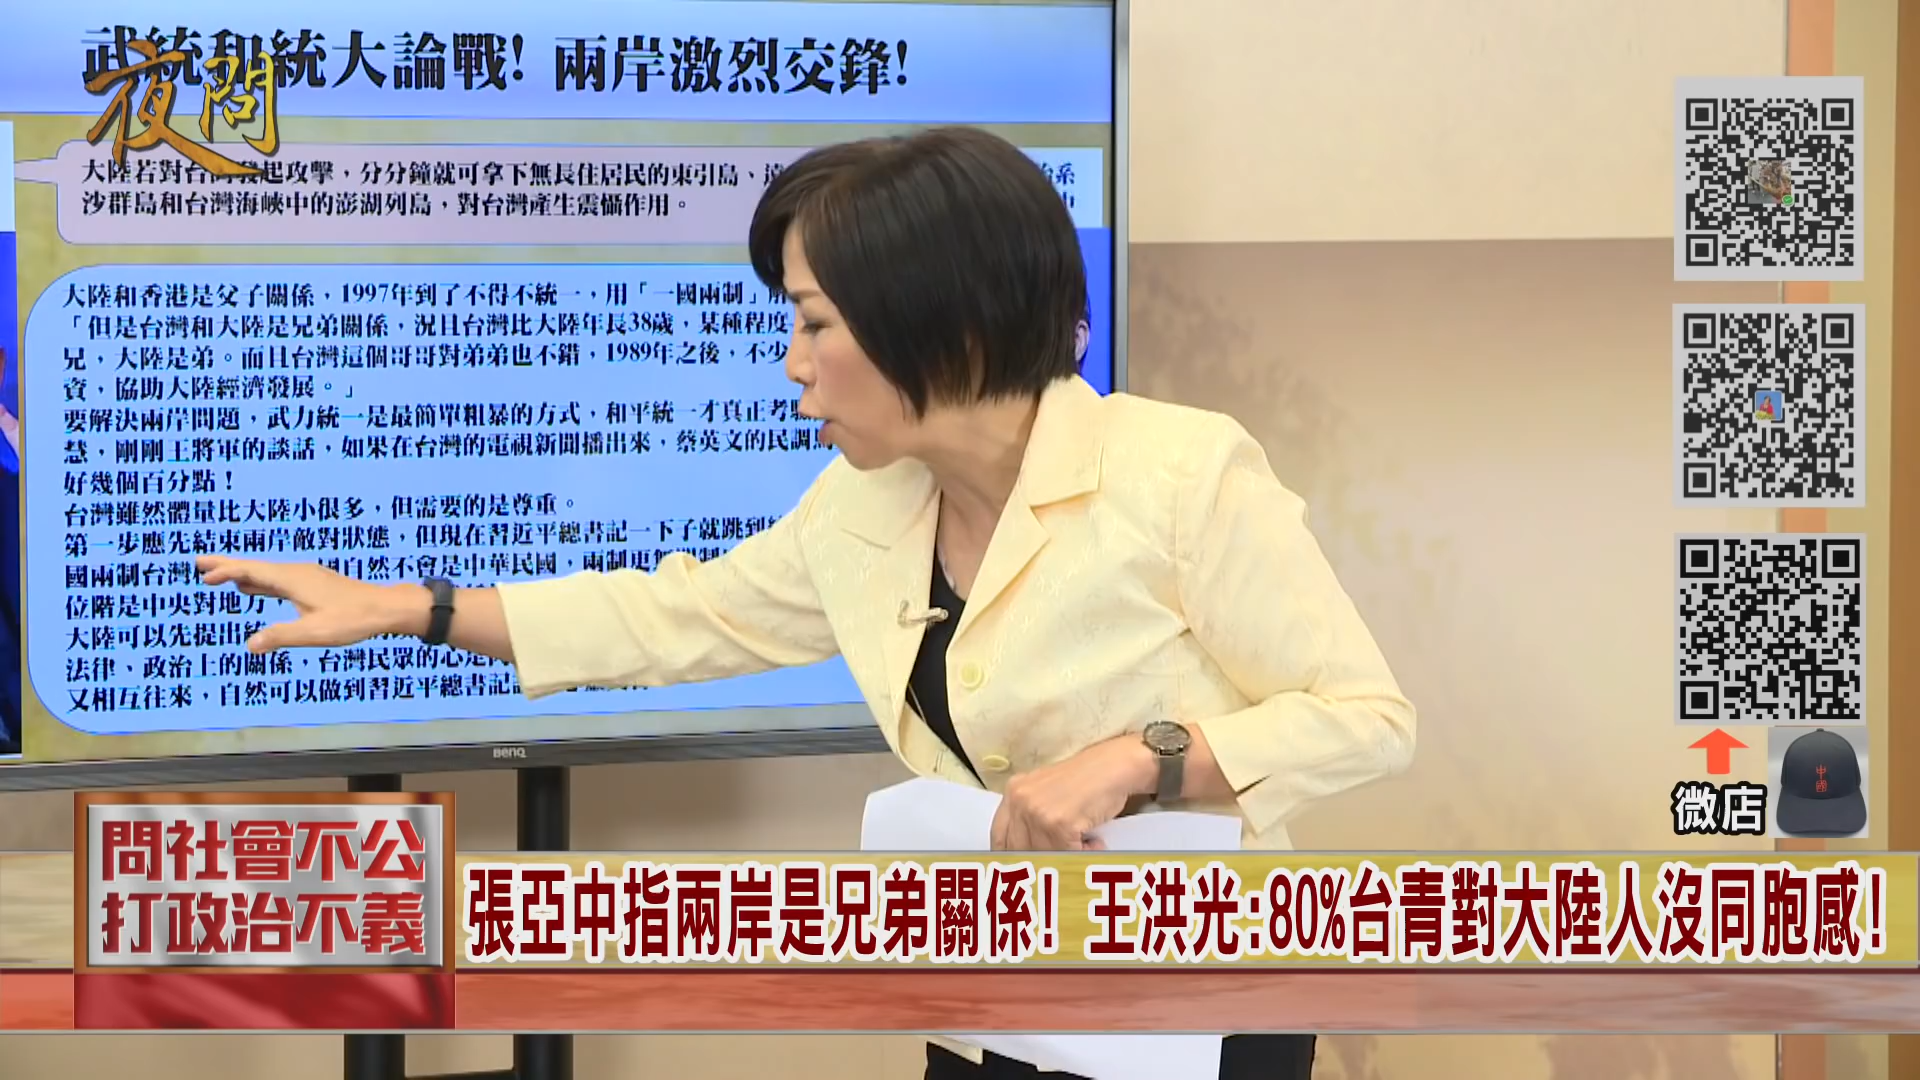 武統和統大論戰! 兩岸激烈交鋒!
夜問
大陸若對台灣發起攻擊，分分鐘就可拿下無長住居民的東引島、
沙群島和台灣海峽中的澎湖列島，對台灣產生震懾作用。
大陸和香港是父子關係，1997年到了不得不統一，用「一國兩制」
「但是台灣和大陸是兄弟關係，況且台灣比大陸年長38歲，某種程度
兄，大陸是弟。而且台灣這個哥哥對弟弟也不錯，1989年之後，不少
資，協助大陸經濟發展。」
要解決兩岸問題，武力統一是最簡單粗暴的方式，和平統一才真正考驗
慧，剛剛王將軍的談話，如果在台灣的電視新聞播出來，蔡英文的民調
好幾個百分點！
台灣雖然體量比大陸小很多，但需要的是尊重。
第一步應先結束兩岸敵對狀態，但現在習近平總書記一下子就跳到
國兩制台灣 自然不會是中華民國，兩制更無
位階是中央對地方，
大陸可以先提出
法律、政治上的關係，台灣民眾的心是
又相互往來，自然可以做到習近平總書記
BenQ
微店
中國
問社會不公
打政治不義
張亞中指兩岸是兄弟關係! 王洪光:80%台青對大陸人沒同胞感!